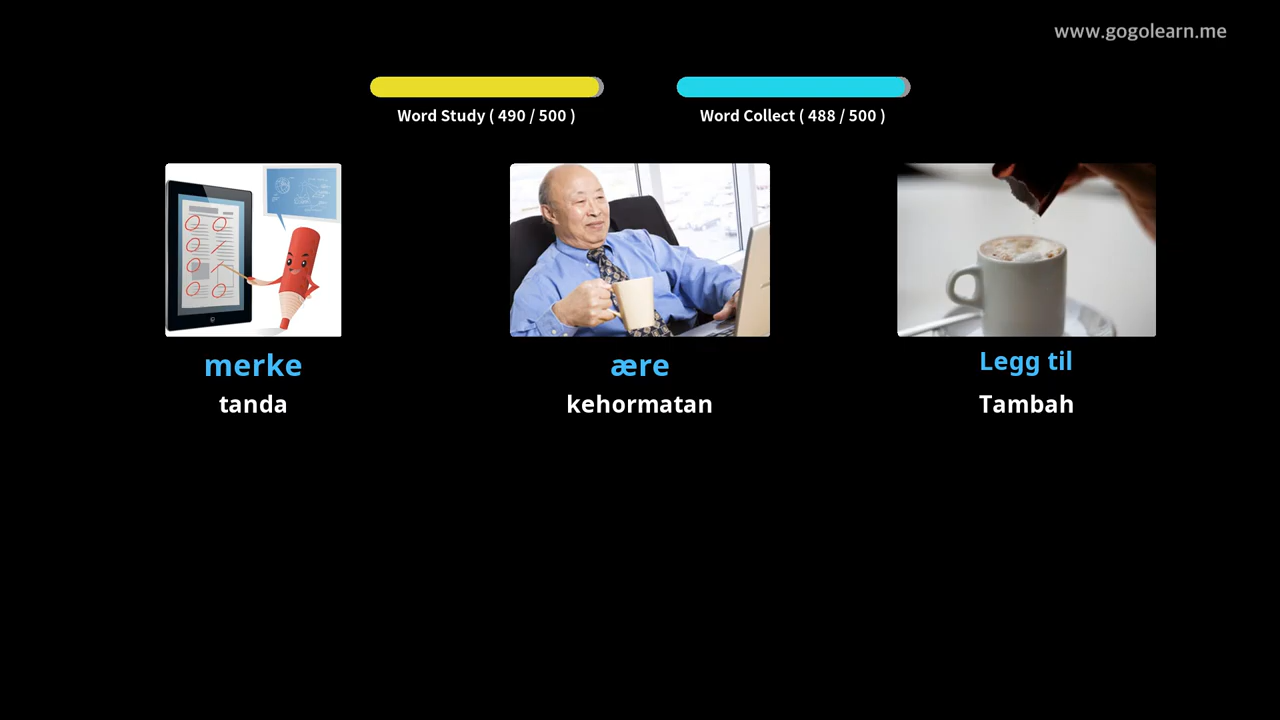 www.gogolearn.me
Word Study ( 490 / 500 )
Word Collect ( 488 / 500 )
merke
tanda
ære
kehormatan
Legg til
Tambah